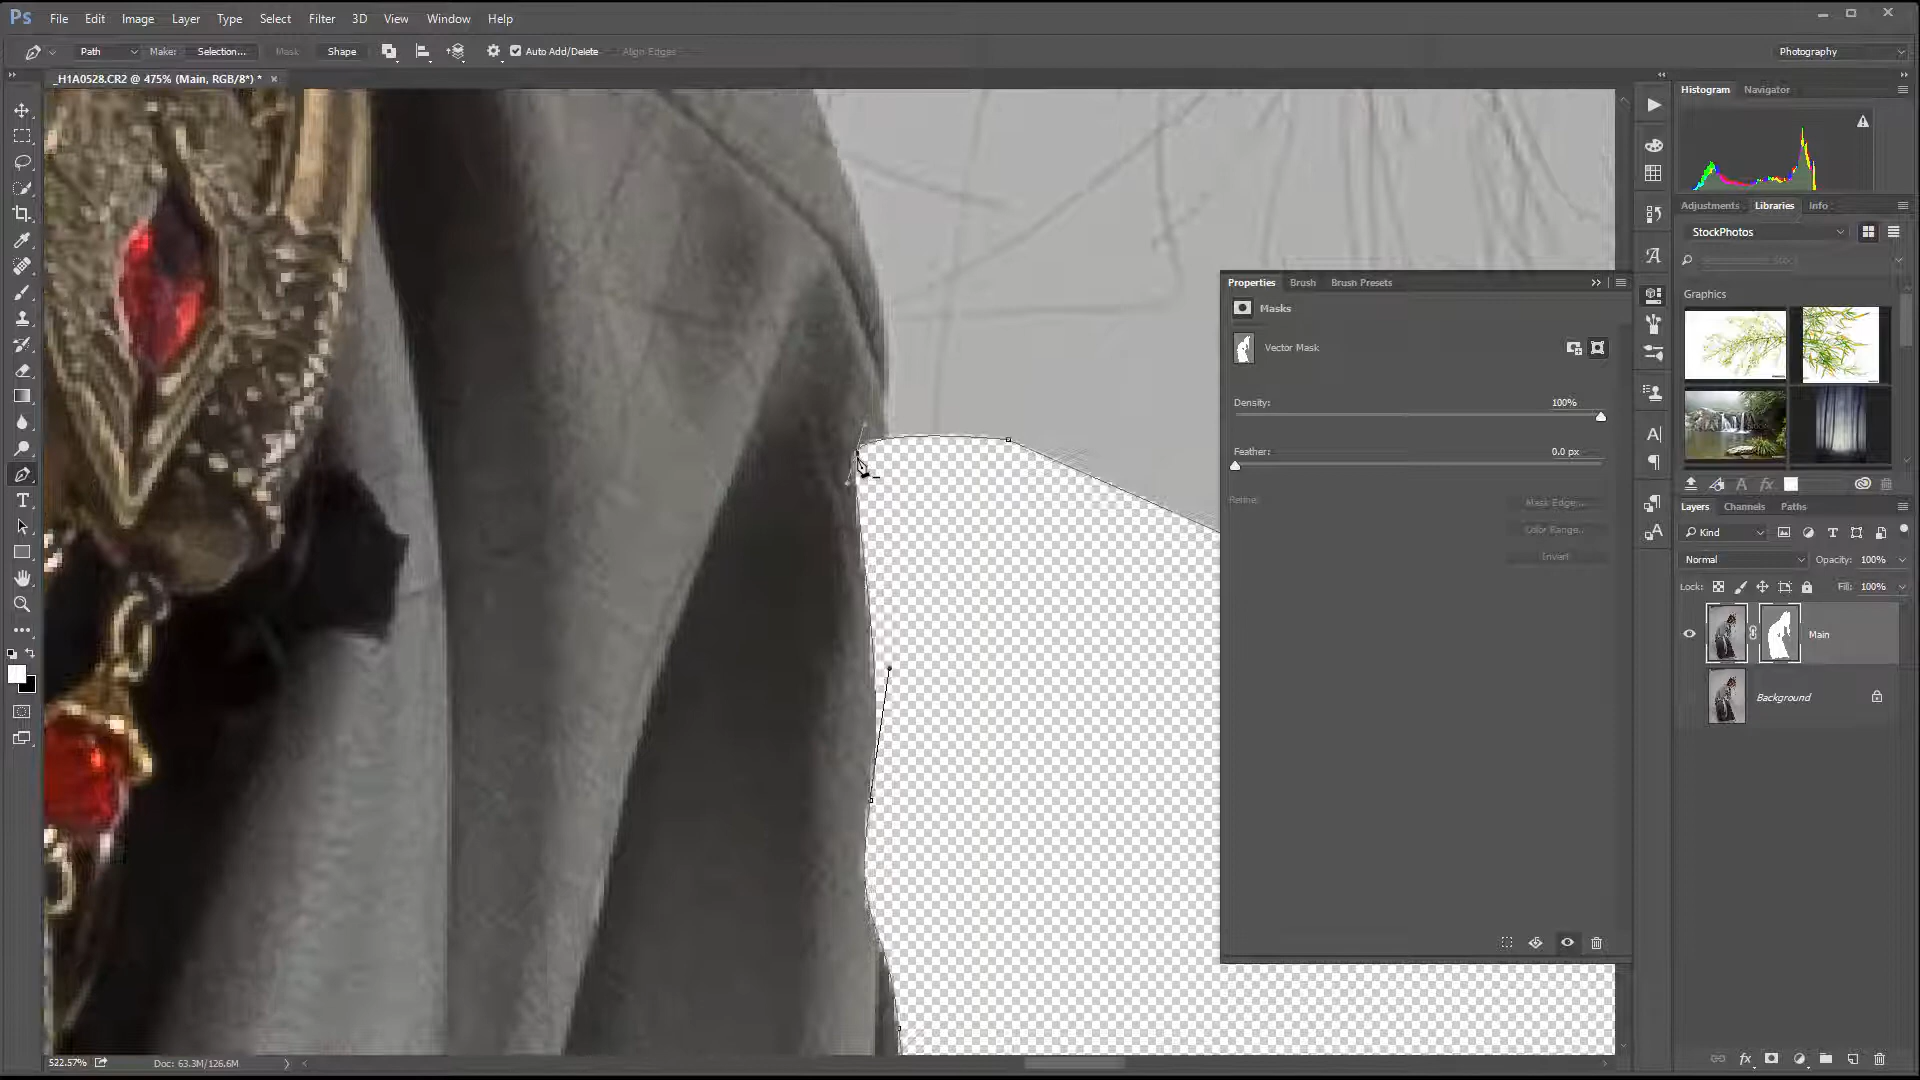 Ps File Edit Image Layer Type Select Filter 3D View Window Help
Path Make: Selection... Mask Shape Auto Add/Delete Align Edges Photography
_H1A0528.CR2 @ 475% (Main, RGB/8*) * ×
Histogram Navigator
Adjustments Libraries Info
StockPhotos
Graphics
Properties Brush Brush Presets
Masks
Vector Mask
Density: 100%
Feather: 0.0 px
Refine:
Mask Edge...
Color Range...
Invert
Layers Channels Paths
Kind
Normal Opacity: 100%
Lock: Fill: 100%
Main
Background
522.57% Doc: 63.3M/126.6M